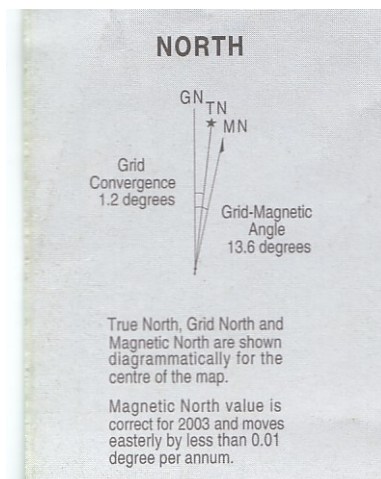 NORTH
GN
TN
MN
Grid
Convergence
1.2 degrees
Grid-Magnetic
Angle
13.6 degrees
True North, Grid North and
Magnetic North are shown
diagrammatically for the
centre of the map.
Magnetic North value is
correct for 2003 and moves
easterly by less than 0.01
degree per annum.